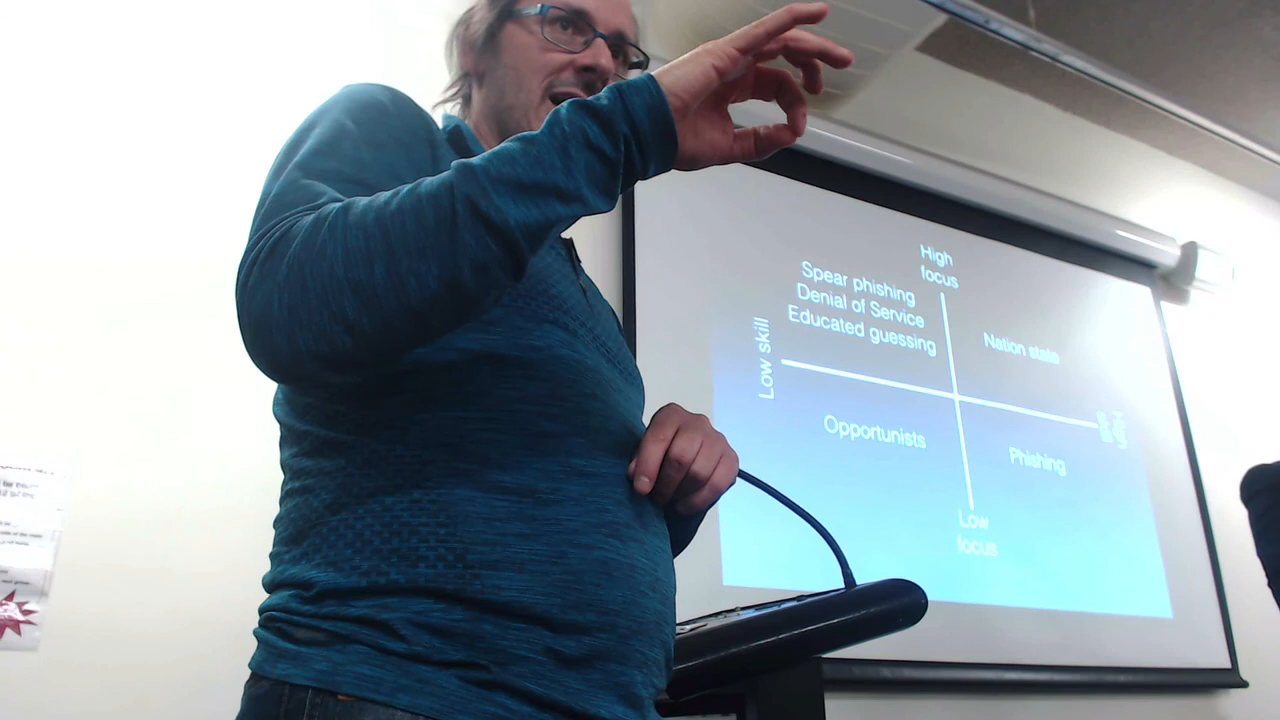 High
focus
Spear phishing
Denial of Service
Educated guessing
Nation state
Low skill
Opportunists
Phishing
Low
focus